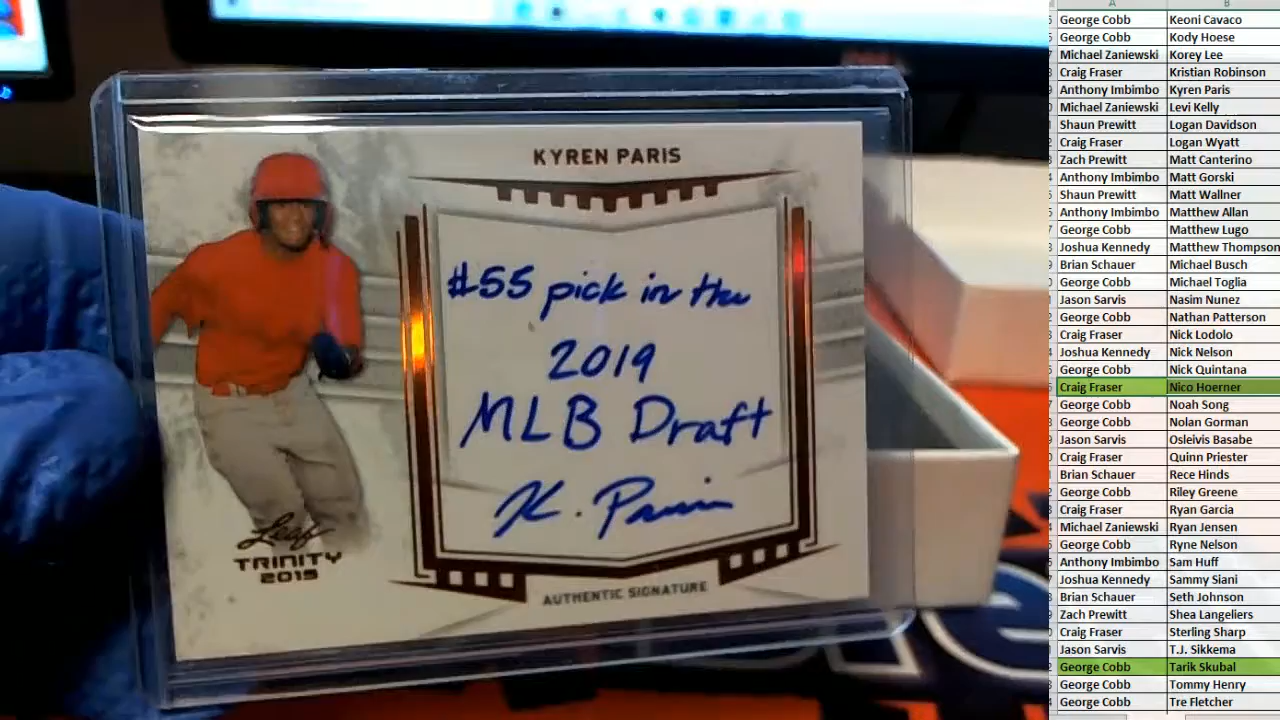 KYREN PARIS
#55 pick in the
2019
MLB Draft
K. Paris
Leaf
TRINITY
2019
AUTHENTIC SIGNATURE
A B
George Cobb Keoni Cavaco
George Cobb Kody Hoese
Michael Zaniewski Korey Lee
Craig Fraser Kristian Robinson
Anthony Imbimbo Kyren Paris
Michael Zaniewski Levi Kelly
Shaun Prewitt Logan Davidson
Craig Fraser Logan Wyatt
Zach Prewitt Matt Canterino
Anthony Imbimbo Matt Gorski
Shaun Prewitt Matt Wallner
Anthony Imbimbo Matthew Allan
George Cobb Matthew Lugo
Joshua Kennedy Matthew Thompson
Brian Schauer Michael Busch
George Cobb Michael Toglia
Jason Sarvis Nasim Nunez
George Cobb Nathan Patterson
Craig Fraser Nick Lodolo
Joshua Kennedy Nick Nelson
George Cobb Nick Quintana
Craig Fraser Nico Hoerner
George Cobb Noah Song
George Cobb Nolan Gorman
Jason Sarvis Osleivis Basabe
Craig Fraser Quinn Priester
Brian Schauer Rece Hinds
George Cobb Riley Greene
Craig Fraser Ryan Garcia
Michael Zaniewski Ryan Jensen
George Cobb Ryne Nelson
Anthony Imbimbo Sam Huff
Joshua Kennedy Sammy Siani
Brian Schauer Seth Johnson
Zach Prewitt Shea Langeliers
Craig Fraser Sterling Sharp
Jason Sarvis T.J. Sikkema
George Cobb Tarik Skubal
George Cobb Tommy Henry
George Cobb Tre Fletcher